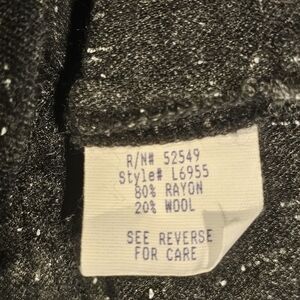 R/N# 52549
Style# L6955
80% RAYON
20% WOOL
SEE REVERSE
FOR CARE